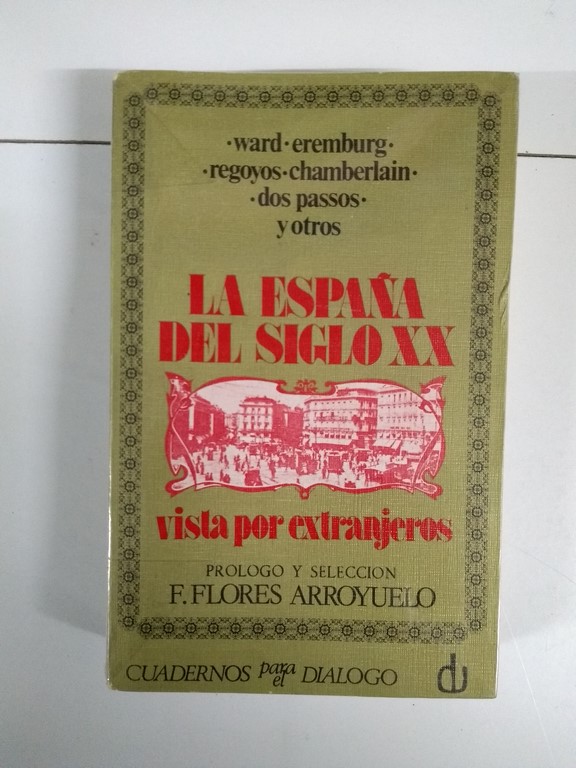 ·ward·eremburg·
·regoyos·chamberlain·
·dos passos·
y otros
LA ESPAÑA
DEL SIGLO XX
vista por extranjeros
PROLOGO Y SELECCION
F. FLORES ARROYUELO
CUADERNOS para el DIALOGO